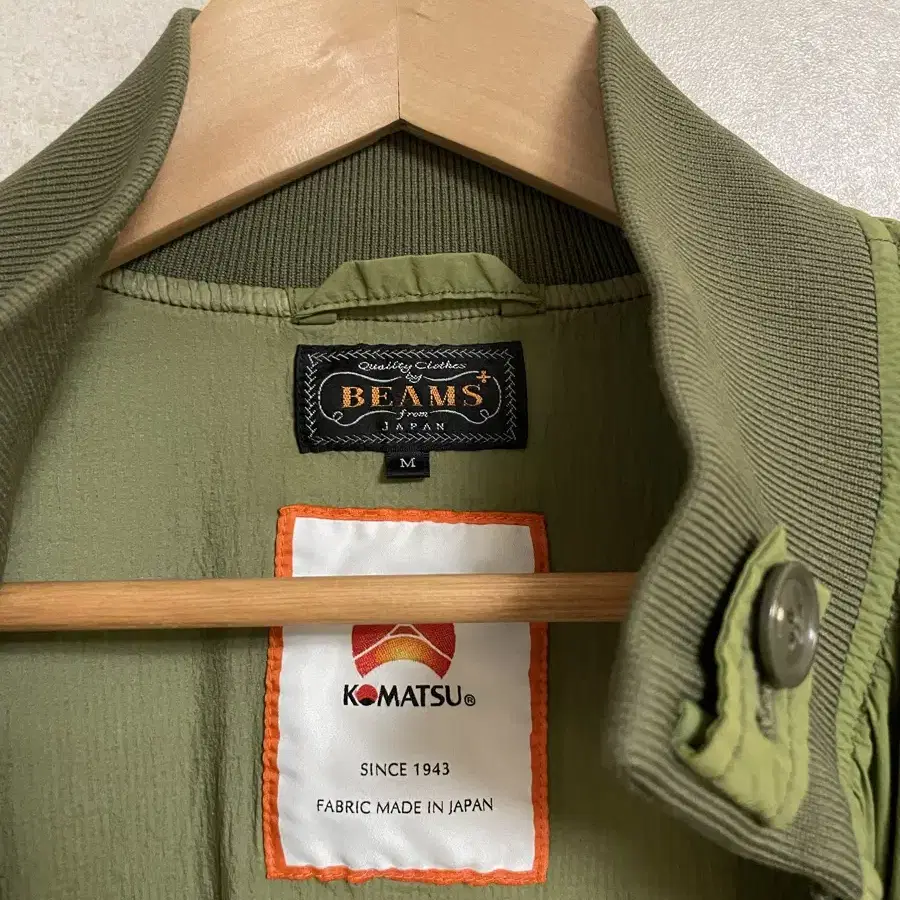 Quality Clothes
by
BEAMS+
from
JAPAN
M
KOMATSU®
SINCE 1943
FABRIC MADE IN JAPAN